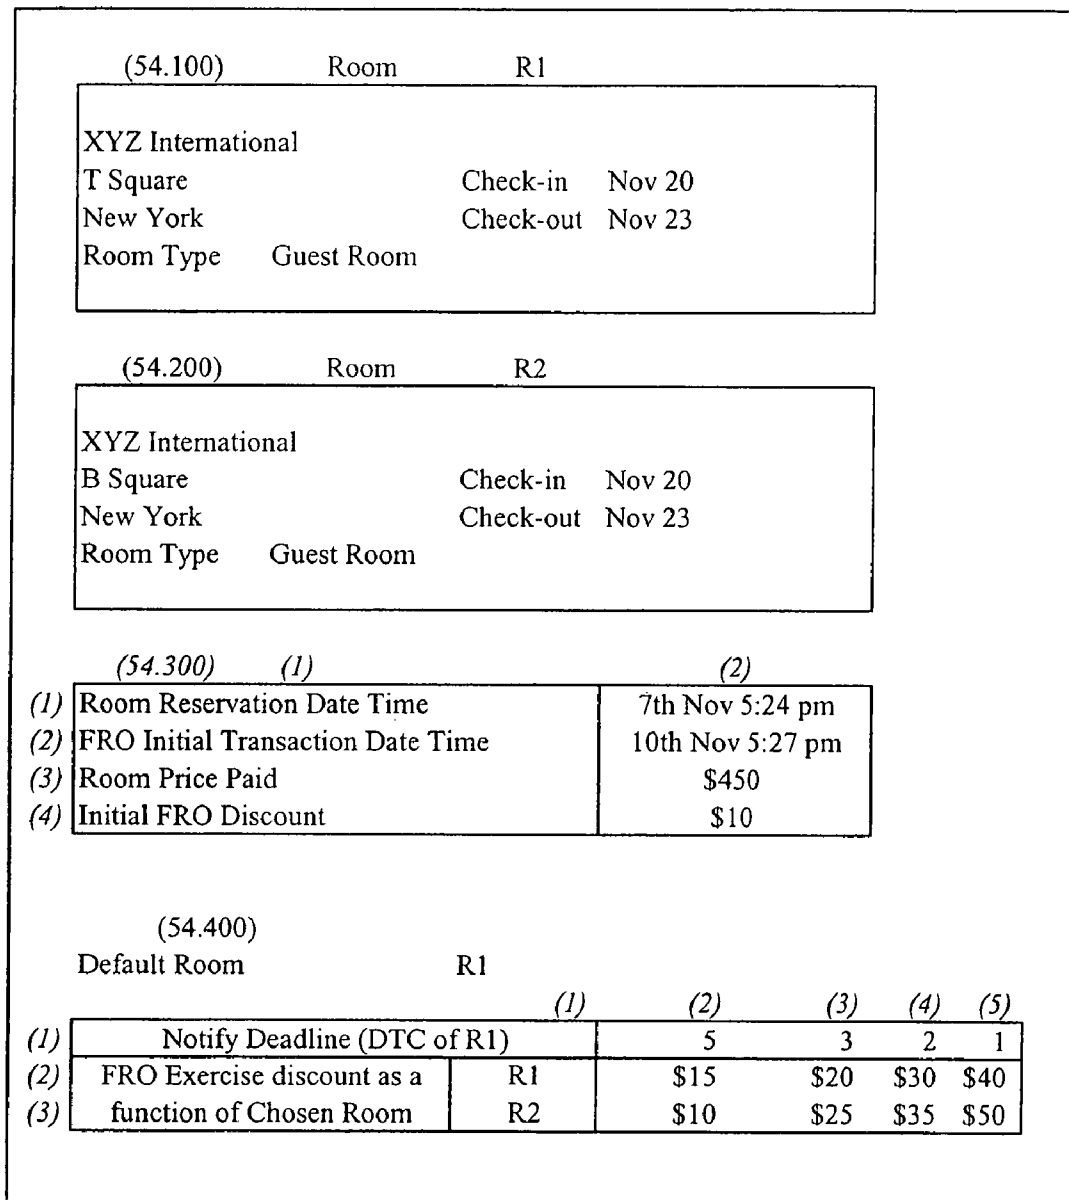 (54.100) Room R1
XYZ International
T Square Check-in Nov 20
New York Check-out Nov 23
Room Type Guest Room
(54.200) Room R2
XYZ International
B Square Check-in Nov 20
New York Check-out Nov 23
Room Type Guest Room
(54.300) (1) (2)
(1) Room Reservation Date Time 7th Nov 5:24 pm
(2) FRO Initial Transaction Date Time 10th Nov 5:27 pm
(3) Room Price Paid $450
(4) Initial FRO Discount $10
(54.400)
Default Room R1
(1) (2) (3) (4) (5)
(1) Notify Deadline (DTC of R1) 5 3 2 1
(2) FRO Exercise discount as a R1 $15 $20 $30 $40
(3) function of Chosen Room R2 $10 $25 $35 $50